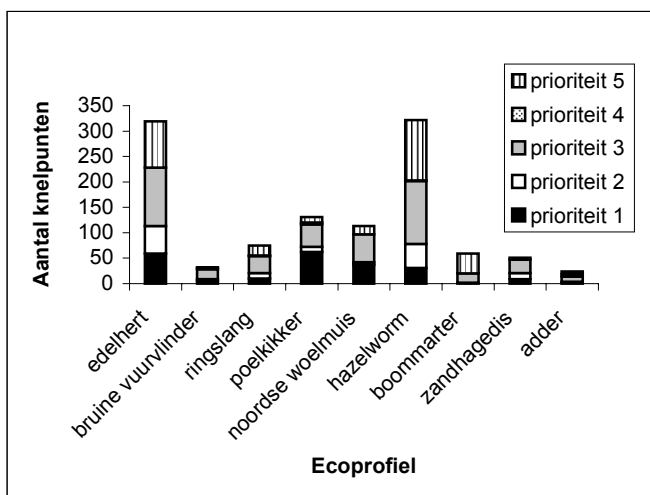 prioriteit 5
prioriteit 4
prioriteit 3
prioriteit 2
prioriteit 1
Aantal knelpunten
350
300
250
200
150
100
50
0
edelhert
bruine vuurvlinder
ringslang
poelkikker
noordse woelmuis
hazelworm
boommarter
zandhagedis
adder
Ecoprofiel